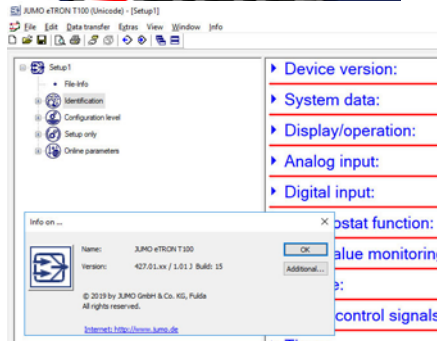 JUMO eTRON T100 (Unicode) - [Setup1]
File Edit Data transfer Extras View Window Info
Setup1
File-Info
Identification
Configuration level
Setup only
Online parameters
Device version:
System data:
Display/operation:
Analog input:
Digital input:
ostat function:
alue monitoring
e:
control signals
Info on ...
Name: JUMO eTRON T100
OK
Version: 427.01.xx / 1.01 J Build: 15
Additional...
© 2019 by JUMO GmbH & Co. KG, Fulda
All rights reserved.
Internet: http://www.jumo.de